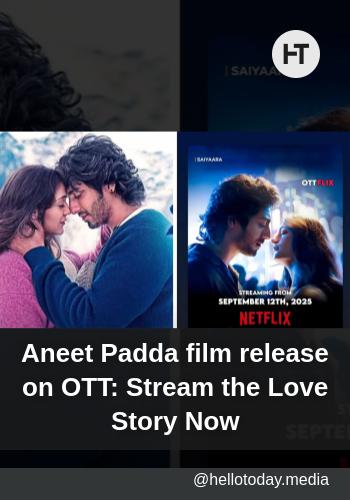 HT
SAIYAARA
OTTFLIX
STREAMING FROM
SEPTEMBER 12TH, 2025
NETFLIX
Aneet Padda film release
on OTT: Stream the Love
Story Now
@hellotoday.media